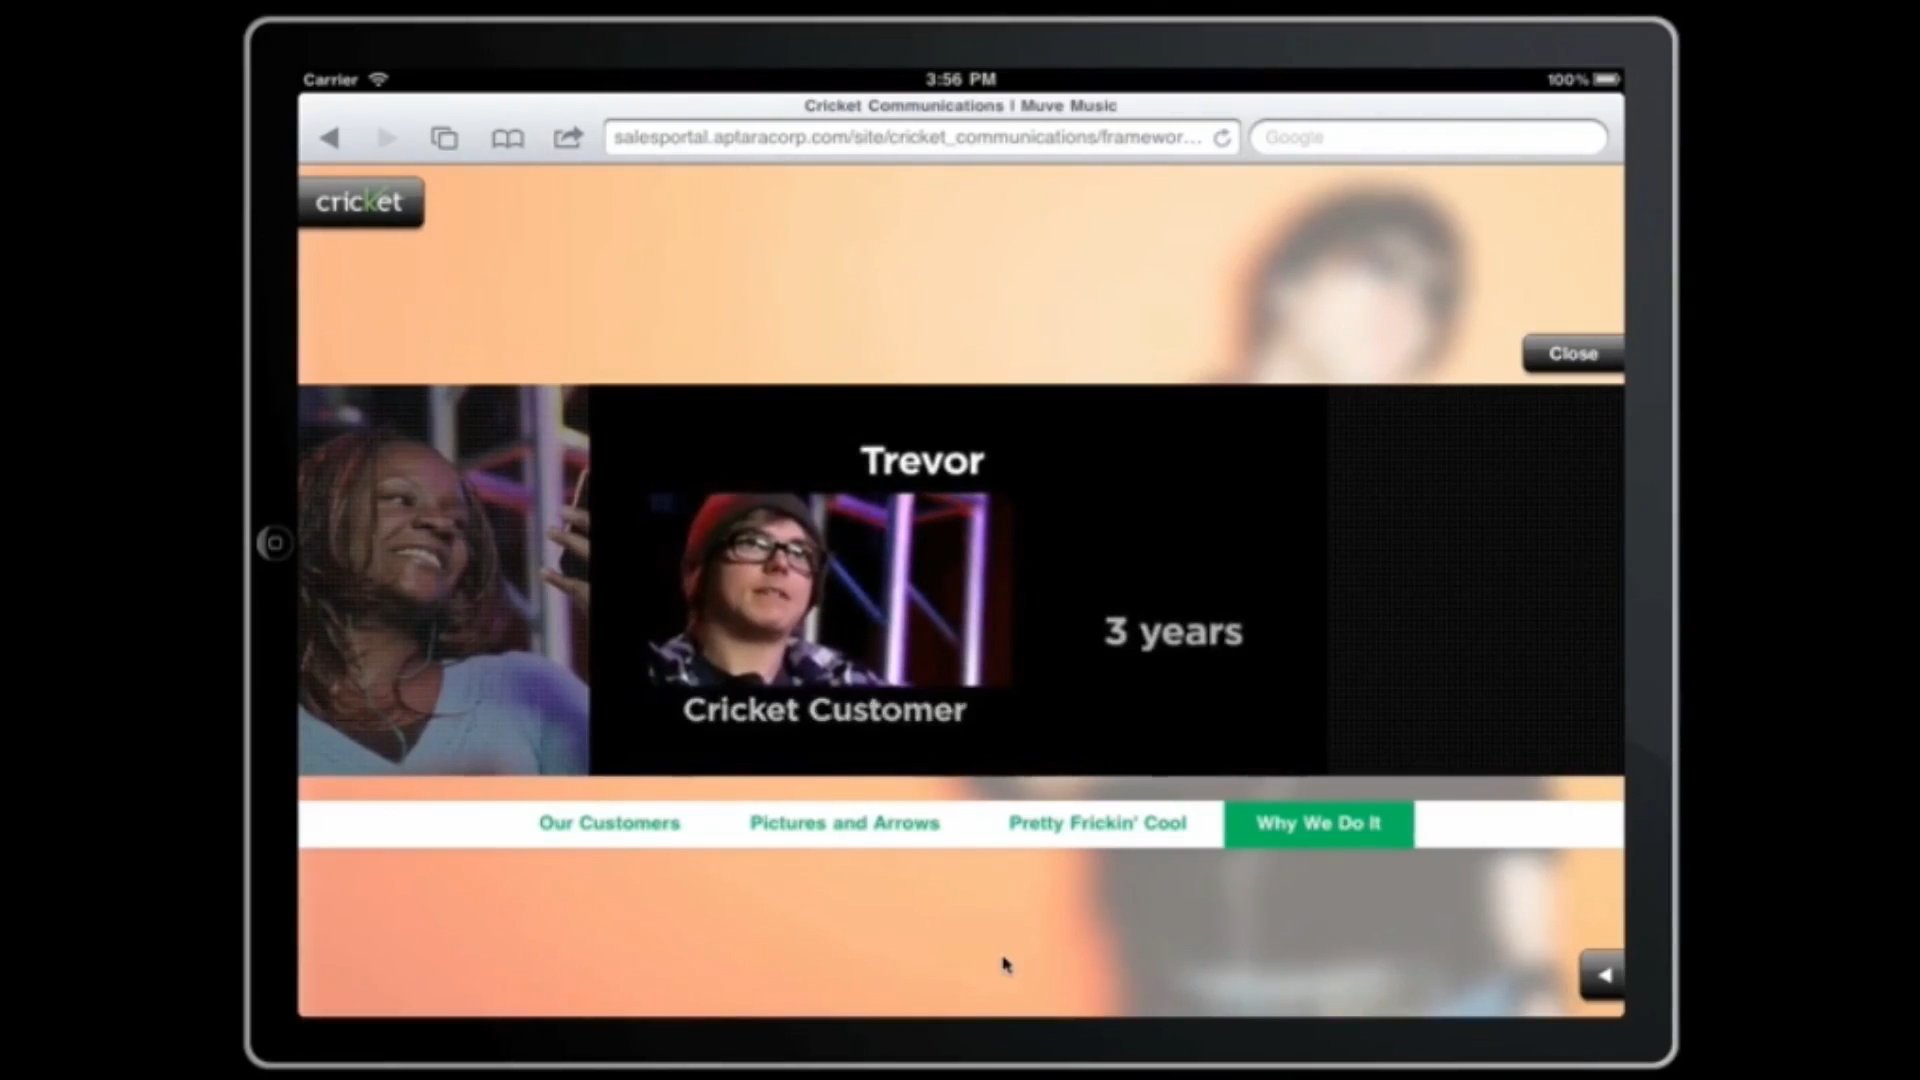 Carrier
3:56 PM
100%
Cricket Communications | Muve Music
salesportal.aptaracorp.com/site/cricket_communications/framewor...
Google
cricket
Close
Trevor
3 years
Cricket Customer
Our Customers
Pictures and Arrows
Pretty Frickin' Cool
Why We Do It